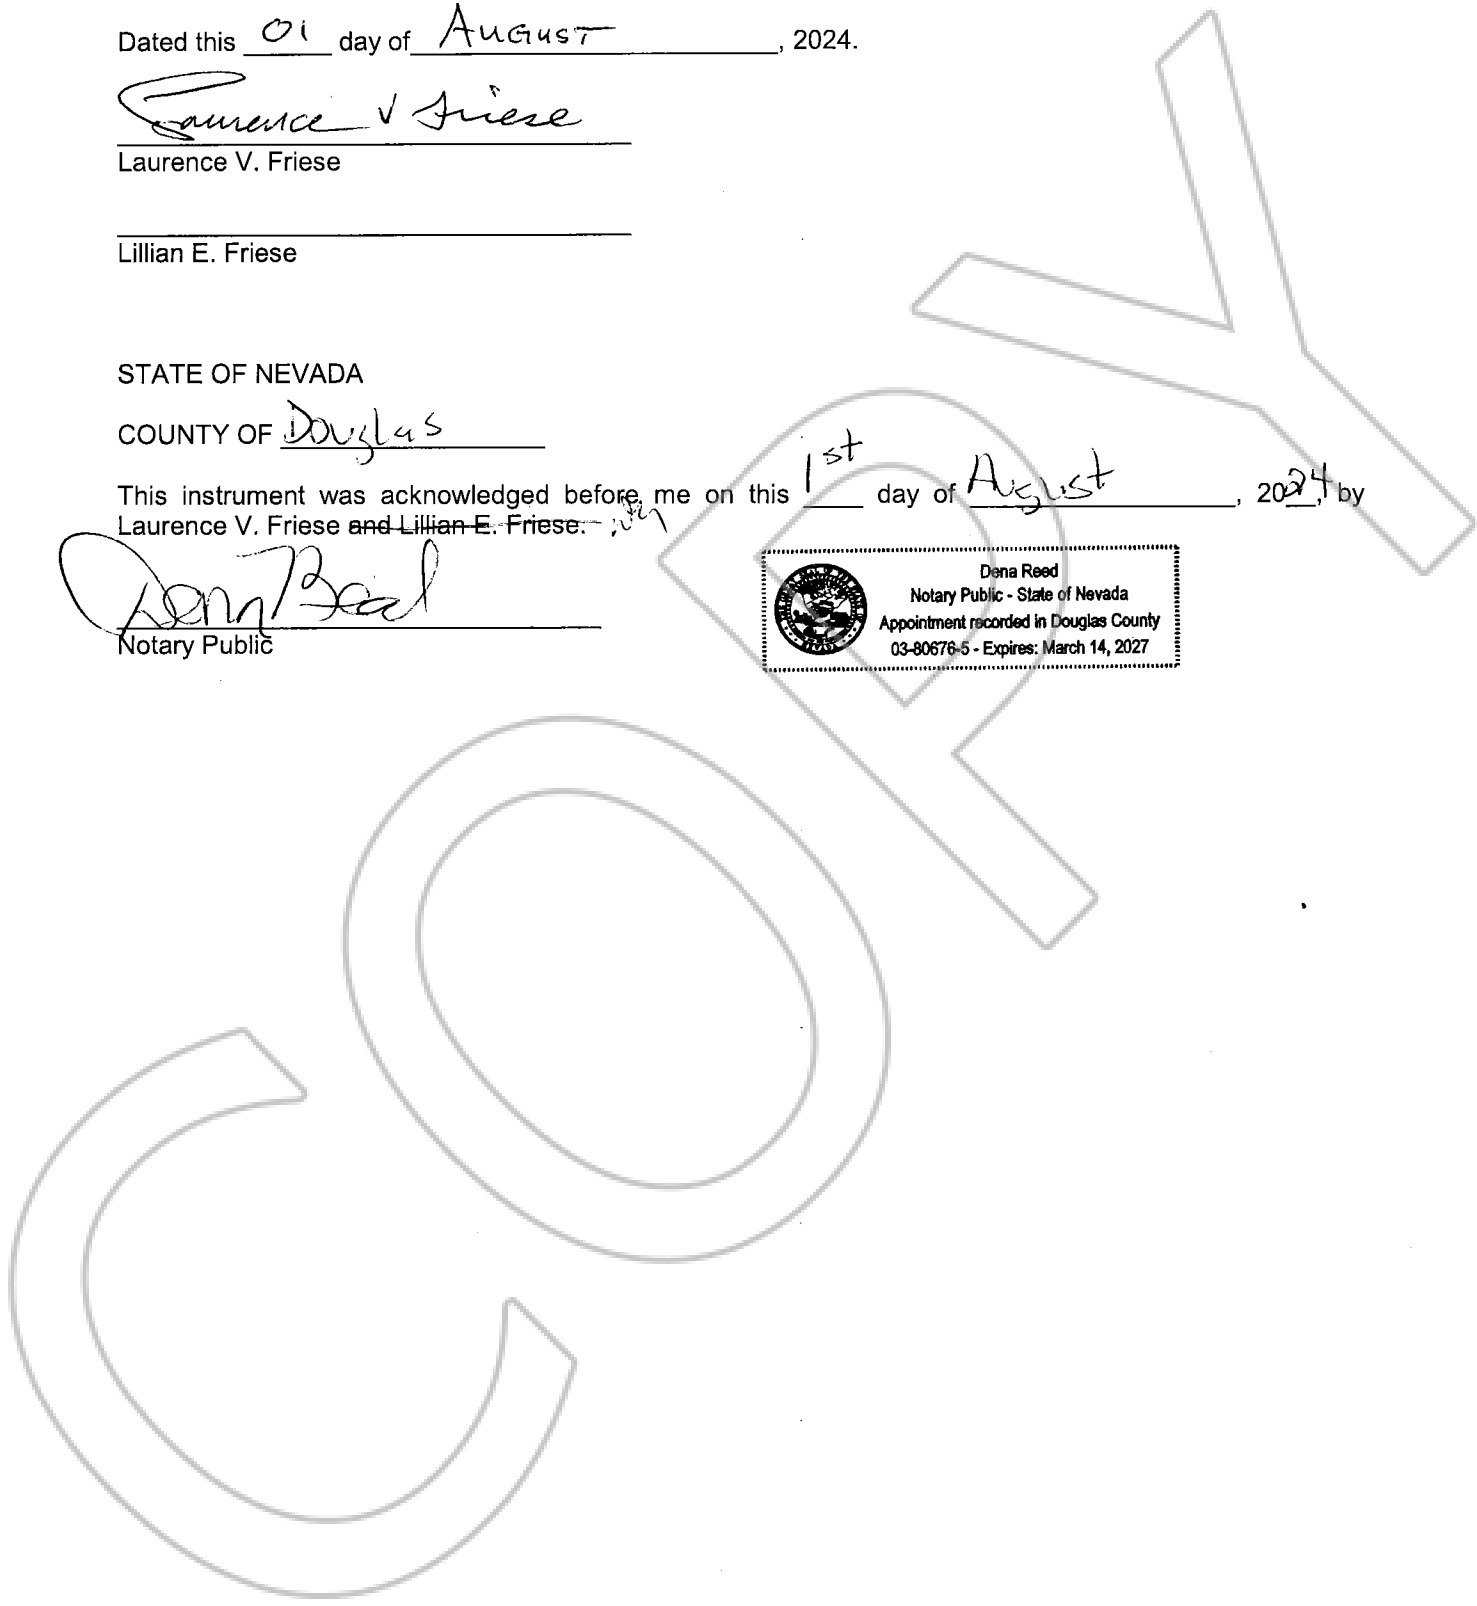 Dated this 01 day of August, 2024.
Laurence V Friese
Laurence V. Friese
Lillian E. Friese
STATE OF NEVADA
COUNTY OF Douglas
This instrument was acknowledged before me on this 1st day of August, 2024, by
Laurence V. Friese and Lillian E. Friese.
Dena Reed
Notary Public
Dena Reed
Notary Public - State of Nevada
Appointment recorded in Douglas County
03-80676-5 - Expires: March 14, 2027
COPY